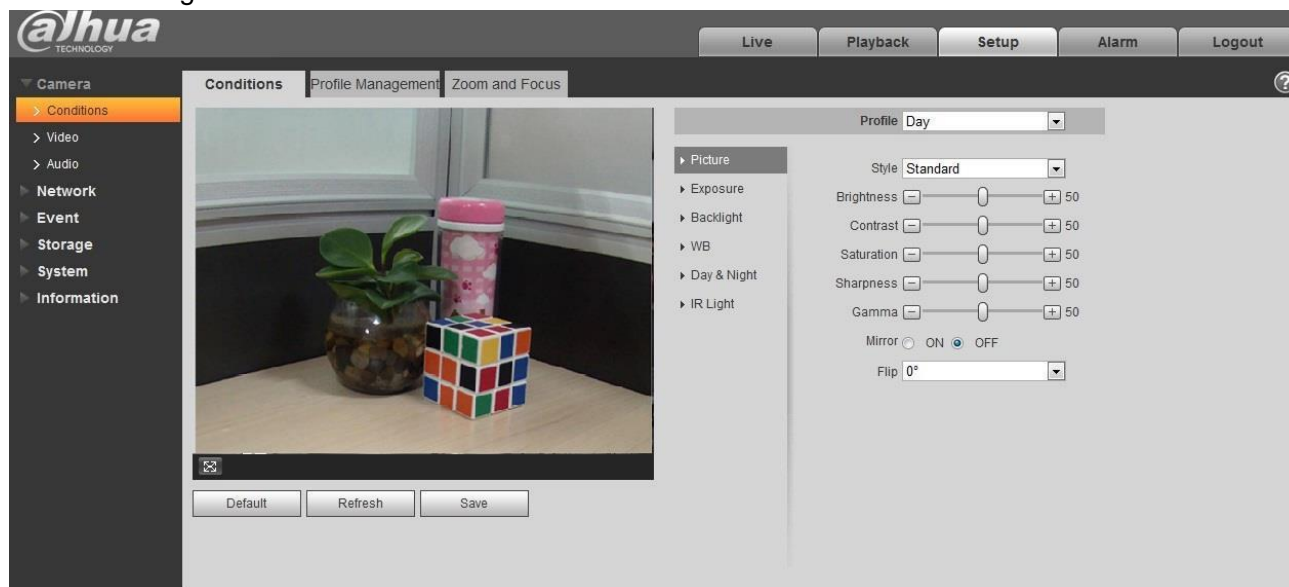 alhua
TECHNOLOGY
Live
Playback
Setup
Alarm
Logout
Camera
Conditions
Video
Audio
Network
Event
Storage
System
Information
Conditions
Profile Management
Zoom and Focus
?
Profile Day
Picture
Exposure
Backlight
WB
Day & Night
IR Light
Style Standard
Brightness - + 50
Contrast - + 50
Saturation - + 50
Sharpness - + 50
Gamma - + 50
Mirror ON OFF
Flip 0°
Default
Refresh
Save